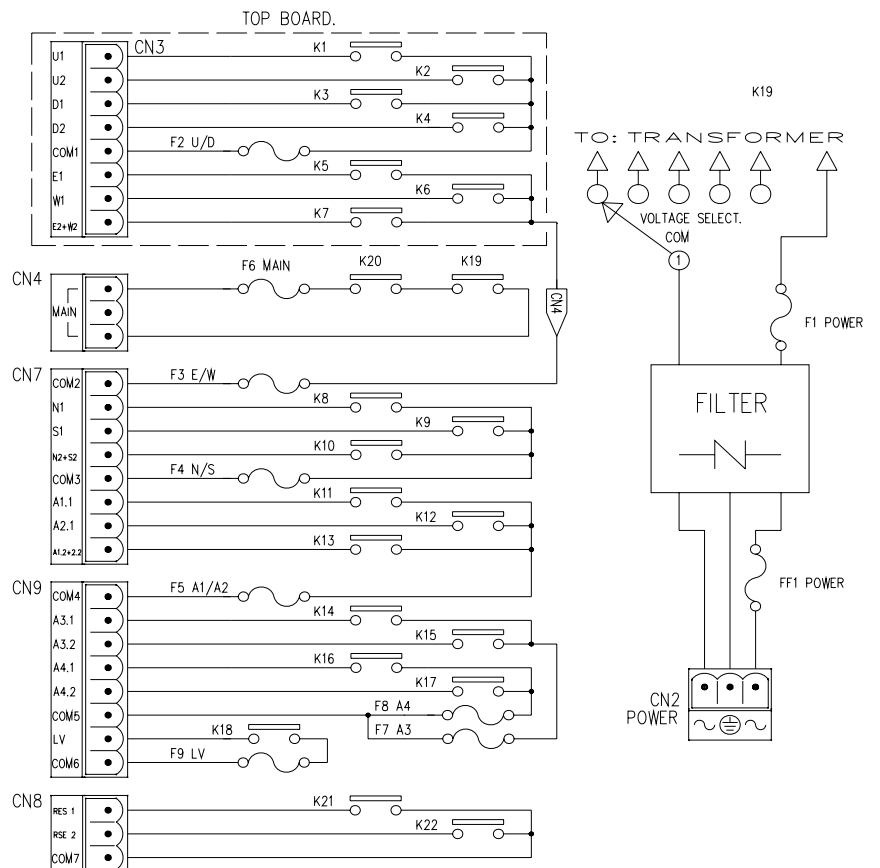 TOP BOARD.
CN3
U1
K1
U2
K2
D1
K3
D2
K4
COM1
F2 U/D
E1
K5
W1
K6
E2+W2
K7
K19
TO: TRANSFORMER
VOLTAGE SELECT.
COM
1
F1 POWER
FILTER
N
FF1 POWER
CN2
POWER
CN4
MAIN
F6 MAIN
K20
K19
CN4
CN7
COM2
F3 E/W
N1
K8
S1
K9
N2+S2
K10
COM3
F4 N/S
A1.1
K11
A2.1
K12
A1.2+2.2
K13
CN9
COM4
F5 A1/A2
A3.1
K14
A3.2
K15
A4.1
K16
A4.2
K17
COM5
F8 A4
LV
K18
F7 A3
COM6
F9 LV
CN8
RES 1
K21
RSE 2
K22
COM7